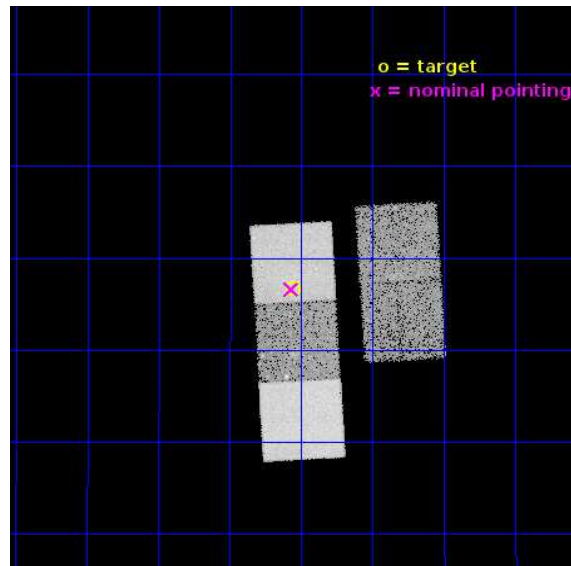 o = target
x = nominal pointing